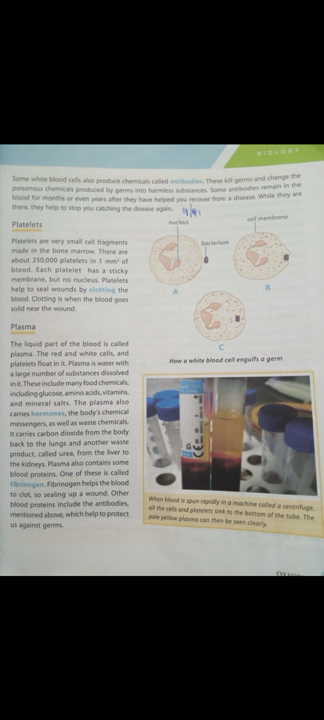 BIOLOGY
Some white blood cells also produce chemicals called antibodies. These kill germs and change the
poisonous chemicals produced by germs into harmless substances. Some antibodies remain in the
blood for months or even years after they have helped you recover from a disease. While they are
there, they help to stop you catching the disease again.
Platelets
Platelets are very small cell fragments
made in the bone marrow. There are
about 250,000 platelets in 1 mm³ of
blood. Each platelet has a sticky
membrane, but no nucleus. Platelets
help to seal wounds by clotting the
blood. Clotting is when the blood goes
solid near the wound.
Plasma
The liquid part of the blood is called
plasma. The red and white cells, and
platelets float in it. Plasma is water with
a large number of substances dissolved
in it. These include many food chemicals,
including glucose, amino acids, vitamins,
and mineral salts. The plasma also
carries hormones, the body's chemical
messengers, as well as waste chemicals.
It carries carbon dioxide from the body
back to the lungs and another waste
product, called urea, from the liver to
the kidneys. Plasma also contains some
blood proteins. One of these is called
fibrinogen. Fibrinogen helps the blood
to clot, so sealing up a wound. Other
blood proteins include the antibodies,
mentioned above, which help to protect
us against germs.
nucleus
cell membrane
bacterium
A
B
C
How a white blood cell engulfs a germ
When blood is spun rapidly in a machine called a centrifuge,
all the cells and platelets sink to the bottom of the tube. The
pale yellow plasma can then be seen clearly.